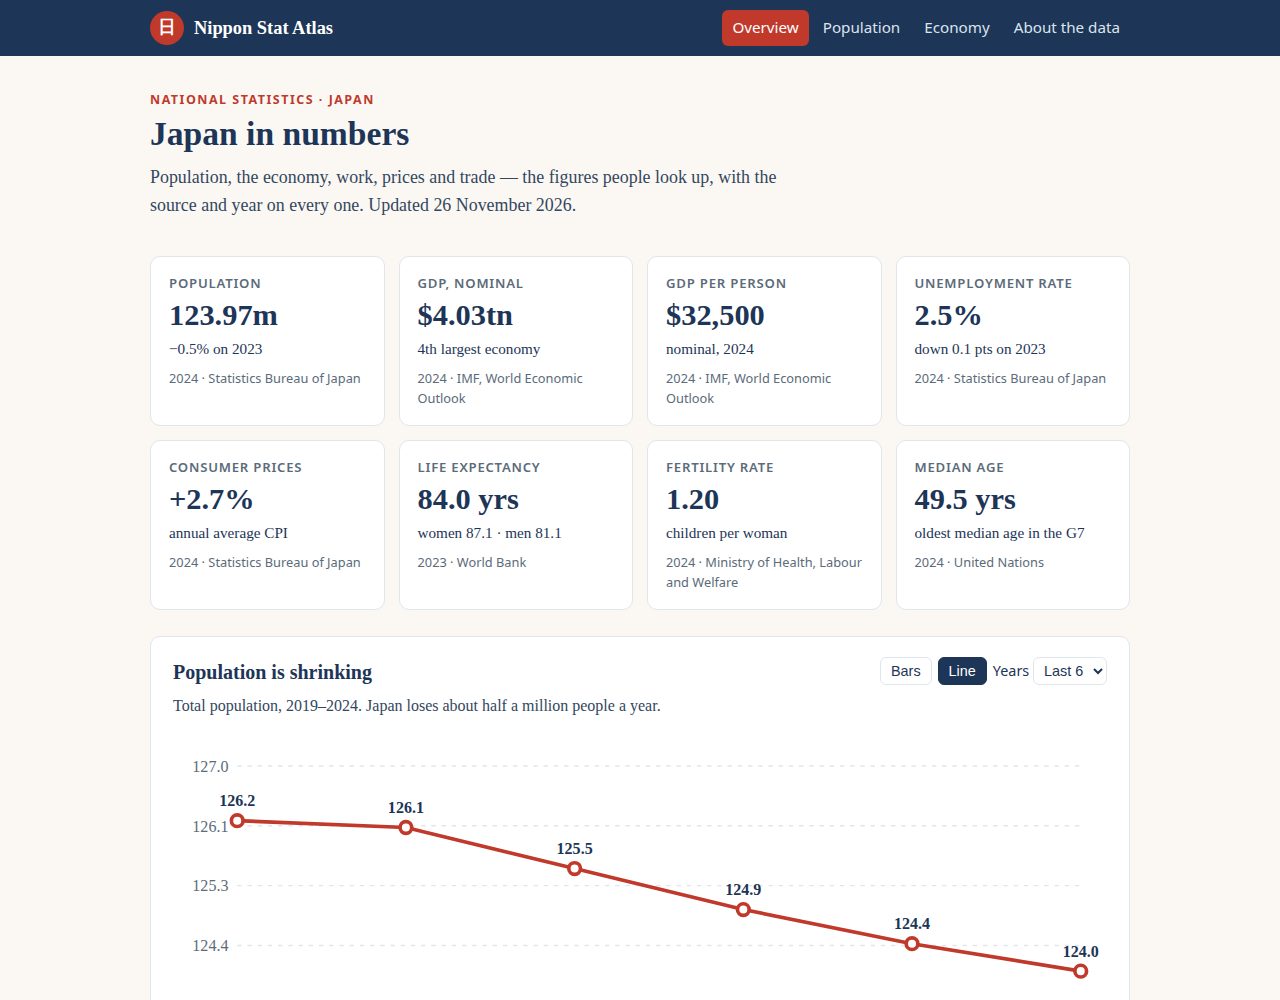 日 Nippon Stat Atlas Overview Population Economy About the data
NATIONAL STATISTICS · JAPAN
Japan in numbers
Population, the economy, work, prices and trade — the figures people look up, with the
source and year on every one. Updated 26 November 2026.
POPULATION
123.97m
−0.5% on 2023
2024 · Statistics Bureau of Japan
GDP, NOMINAL
$4.03tn
4th largest economy
2024 · IMF, World Economic
Outlook
GDP PER PERSON
$32,500
nominal, 2024
2024 · IMF, World Economic
Outlook
UNEMPLOYMENT RATE
2.5%
down 0.1 pts on 2023
2024 · Statistics Bureau of Japan
CONSUMER PRICES
+2.7%
annual average CPI
2024 · Statistics Bureau of Japan
LIFE EXPECTANCY
84.0 yrs
women 87.1 · men 81.1
2023 · World Bank
FERTILITY RATE
1.20
children per woman
2024 · Ministry of Health, Labour
and Welfare
MEDIAN AGE
49.5 yrs
oldest median age in the G7
2024 · United Nations
Population is shrinking
Bars Line Years Last 6
Total population, 2019–2024. Japan loses about half a million people a year.
127.0
126.2
126.1
126.1
125.5
125.3
124.9
124.4
124.4
124.0